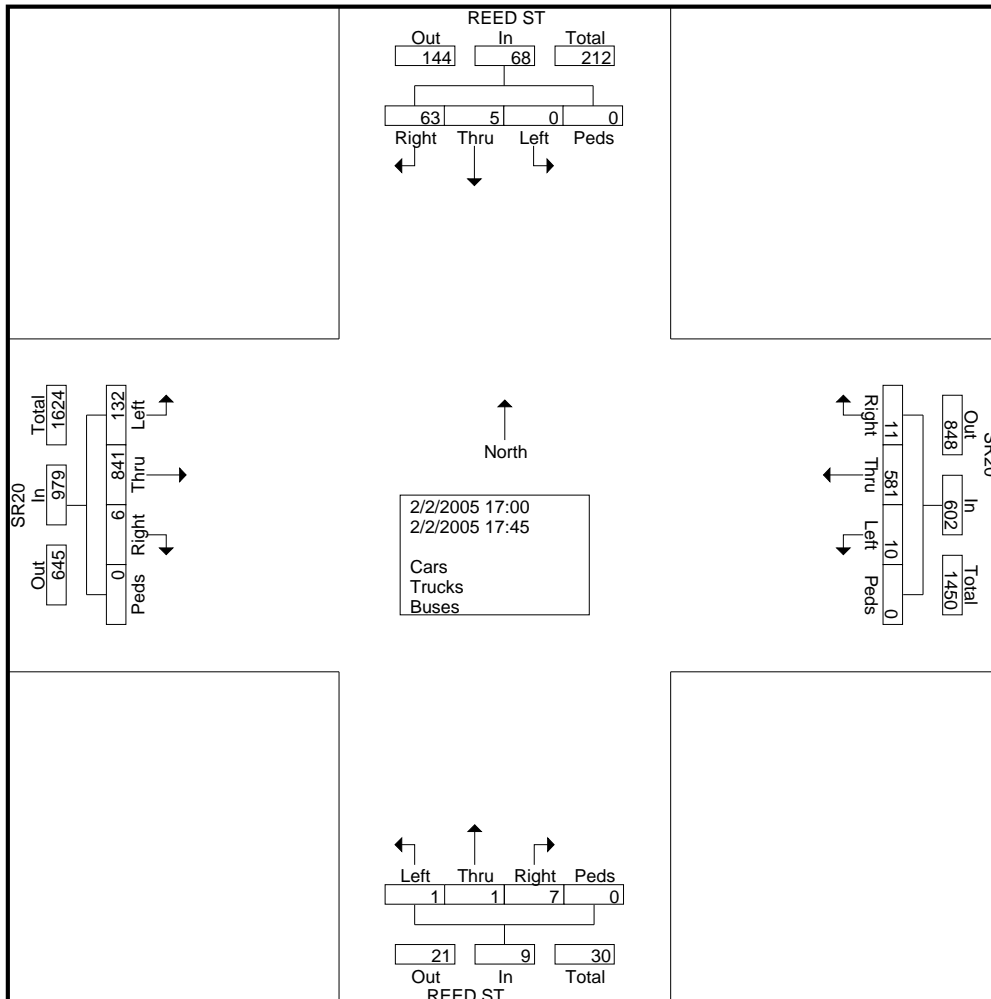 REED ST
Out In Total
144 68 212
63 5 0 0
Right Thru Left Peds
Total In Out
1624 979 645
SR20
132 841 6 0
Left Thru Right Peds
North
2/2/2005 17:00
2/2/2005 17:45
Cars
Trucks
Buses
Right Thru Left Peds
11 581 10 0
Out In Total
848 602 1450
SR20
Left Thru Right Peds
1 1 7 0
21 9 30
Out In Total
REED ST